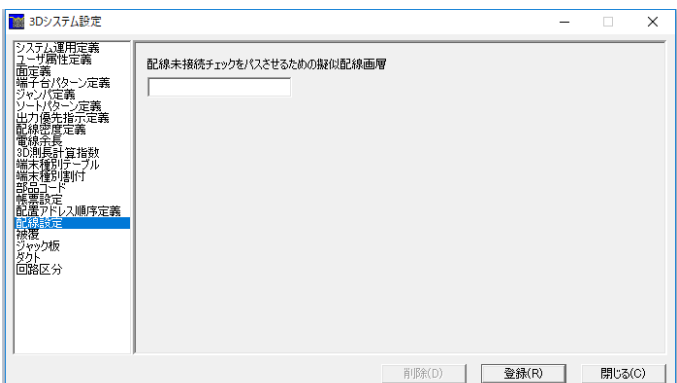 3Dシステム設定
システム運用定義
ユーザ属性定義
面定義
端子台パターン定義
ジャンパ定義
ソートパターン定義
出力優先指示定義
配線密度定義
電線余長
3D測長計算指数
端末種別テーブル
端末種別割付
部品コード
帳票設定
配置アドレス順序定義
配線設定
被覆
ジャック板
ダクト
回路区分
配線未接続チェックをパスさせるための擬似配線画層
削除(D)
登録(R)
閉じる(C)